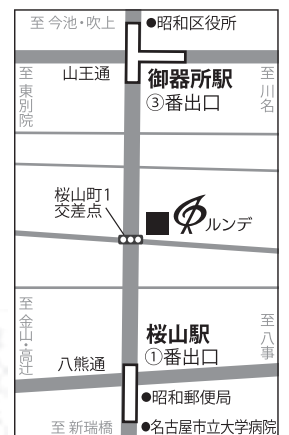 至 今池・吹上
●昭和区役所
至 東別院
山王通
御器所駅
③番出口
至 川名
桜山町1
交差点
ルンデ
至 金山・高辻
桜山駅
①番出口
至 八事
八熊通
●昭和郵便局
至 新瑞橋
●名古屋市立大学病院